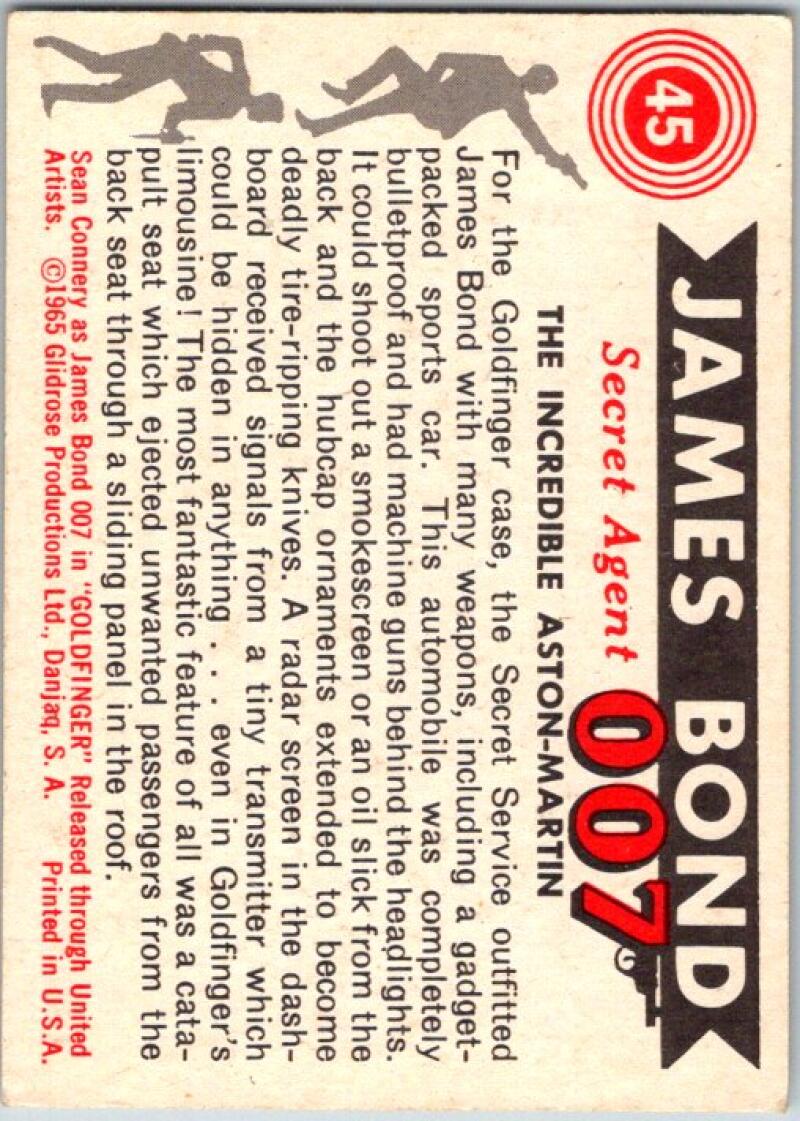 45
JAMES BOND
Secret Agent 007
THE INCREDIBLE ASTON-MARTIN
For the Goldfinger case, the Secret Service outfitted
James Bond with many weapons, including a gadget-
packed sports car. This automobile was completely
bulletproof and had machine guns behind the headlights.
It could shoot out a smokescreen or an oil slick from the
back and the hubcap ornaments extended to become
deadly tire-ripping knives. A radar screen in the dash-
board received signals from a tiny transmitter which
could be hidden in anything . . . even in Goldfinger's
limousine! The most fantastic feature of all was a cata-
pult seat which ejected unwanted passengers from the
back seat through a sliding panel in the roof.
Sean Connery as James Bond 007 in "GOLDFINGER" Released through United
Artists. ©1965 Glidrose Productions Ltd., Danjaq, S. A. Printed in U.S.A.